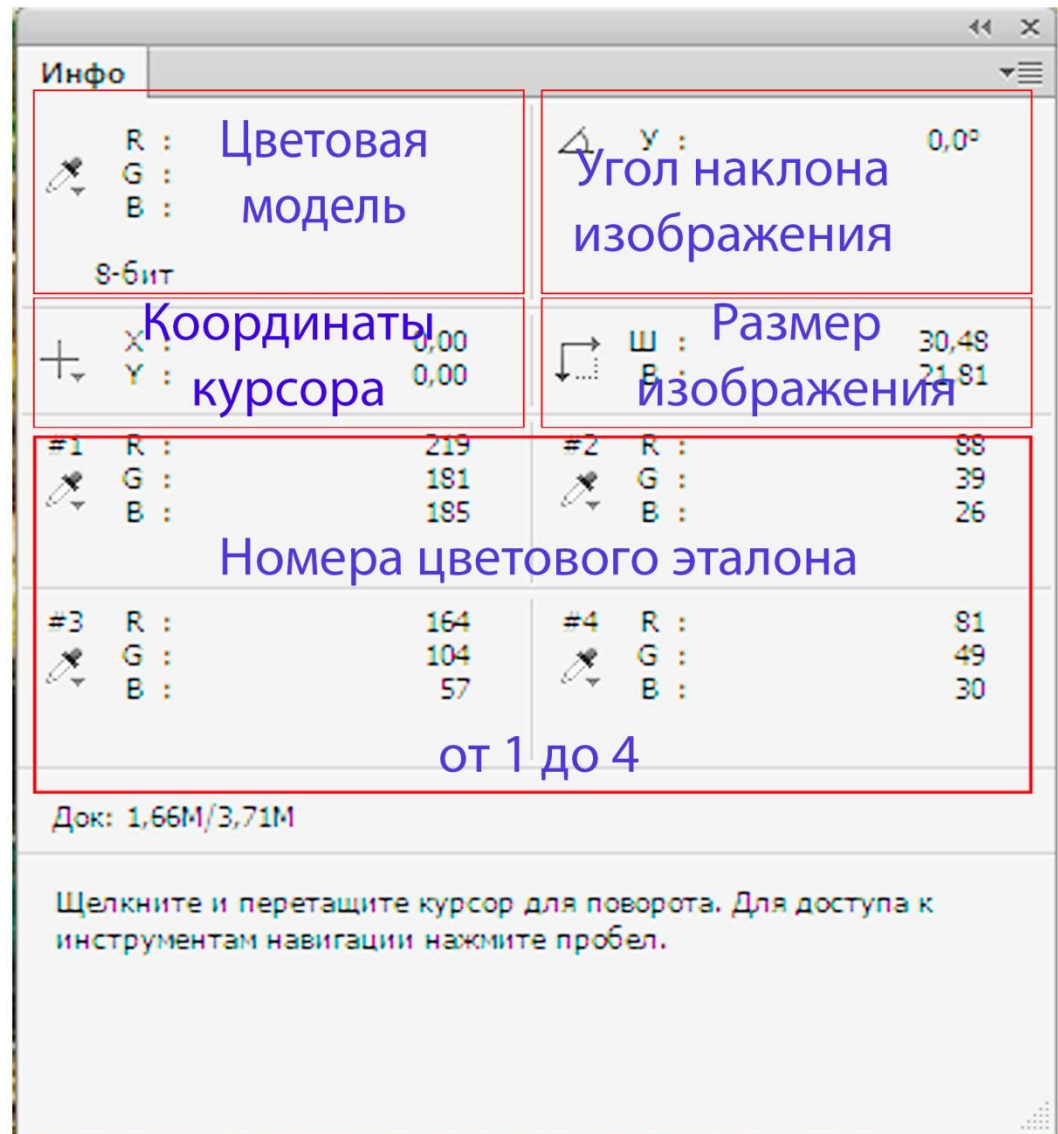 Инфо
R :
G :
B :
8-бит
Цветовая
модель
У : 0,0°
Угол наклона
изображения
X : 0,00
Y : 0,00
Координаты
курсора
Ш : 30,48
В : 21,81
Размер
изображения
#1 R : 219
G : 181
B : 185
#2 R : 88
G : 39
B : 26
Номера цветового эталона
#3 R : 164
G : 104
B : 57
#4 R : 81
G : 49
B : 30
от 1 до 4
Док: 1,66M/3,71M
Щелкните и перетащите курсор для поворота. Для доступа к
инструментам навигации нажмите пробел.